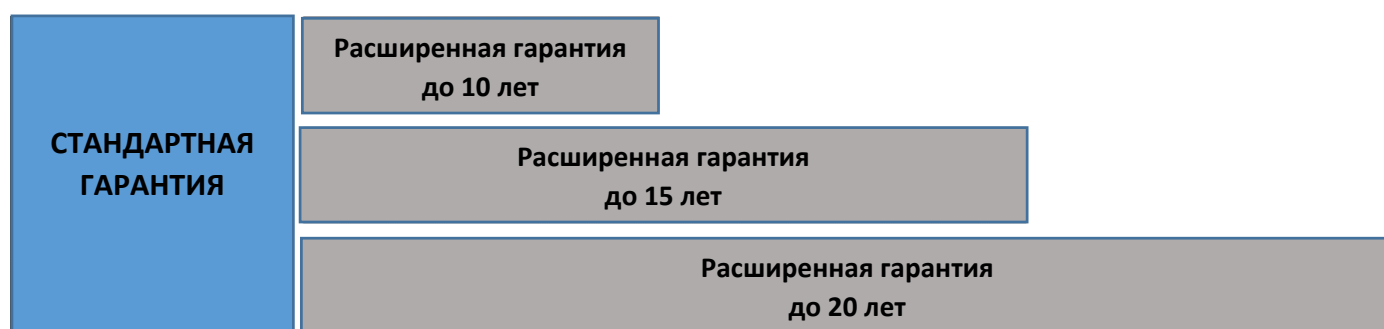 СТАНДАРТНАЯ
ГАРАНТИЯ
Расширенная гарантия
до 10 лет
Расширенная гарантия
до 15 лет
Расширенная гарантия
до 20 лет